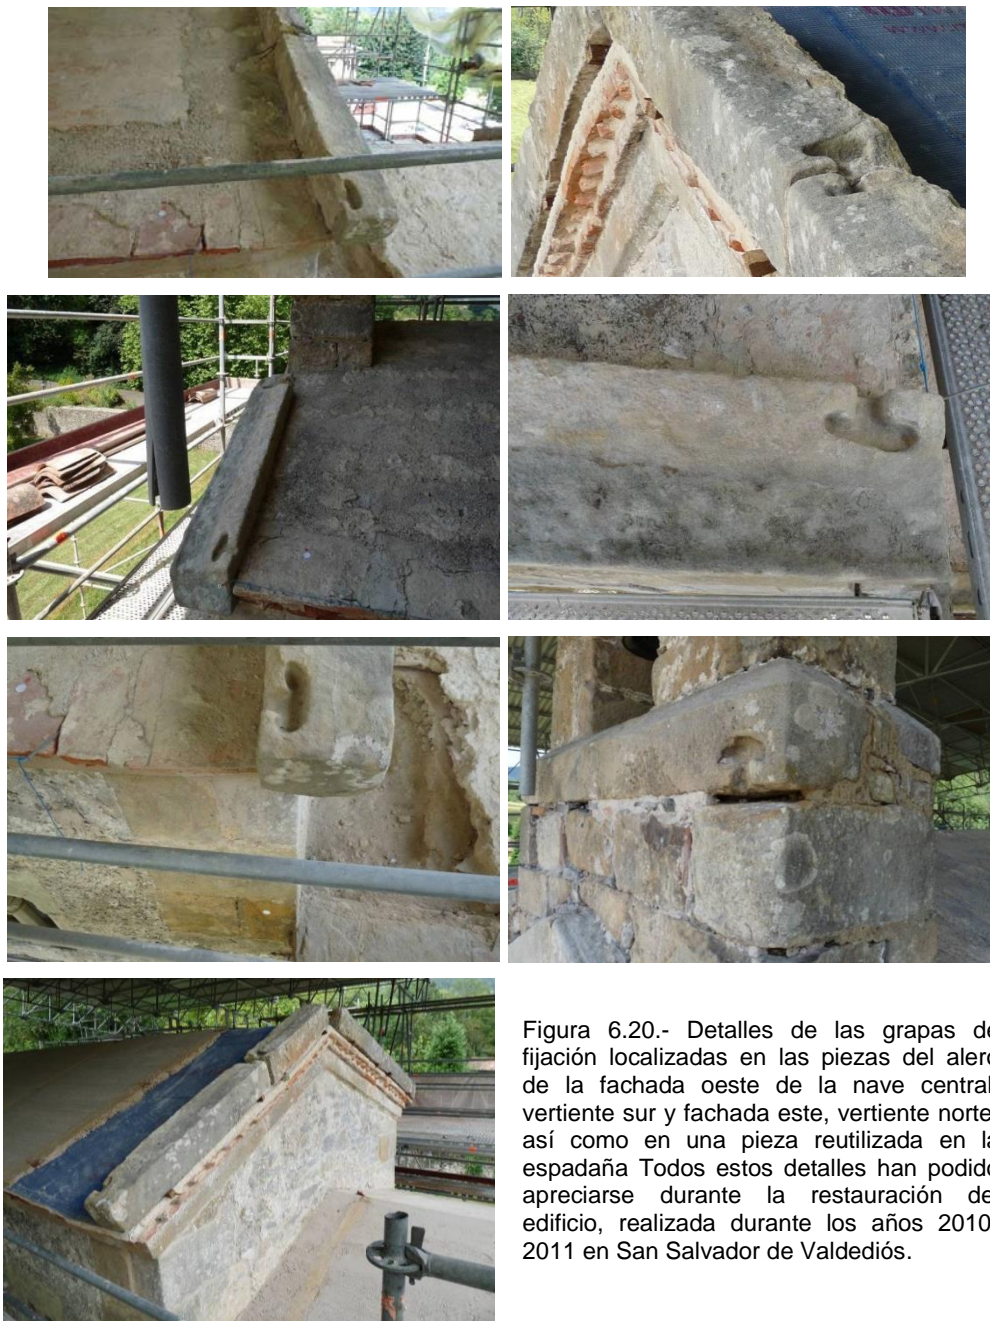 Figura 6.20.- Detalles de las grapas de
fijación localizadas en las piezas del alero
de la fachada oeste de la nave central
vertiente sur y fachada este, vertiente norte
así como en una pieza reutilizada en la
espadaña Todos estos detalles han podido
apreciarse durante la restauración de
edificio, realizada durante los años 2010
2011 en San Salvador de Valdediós.